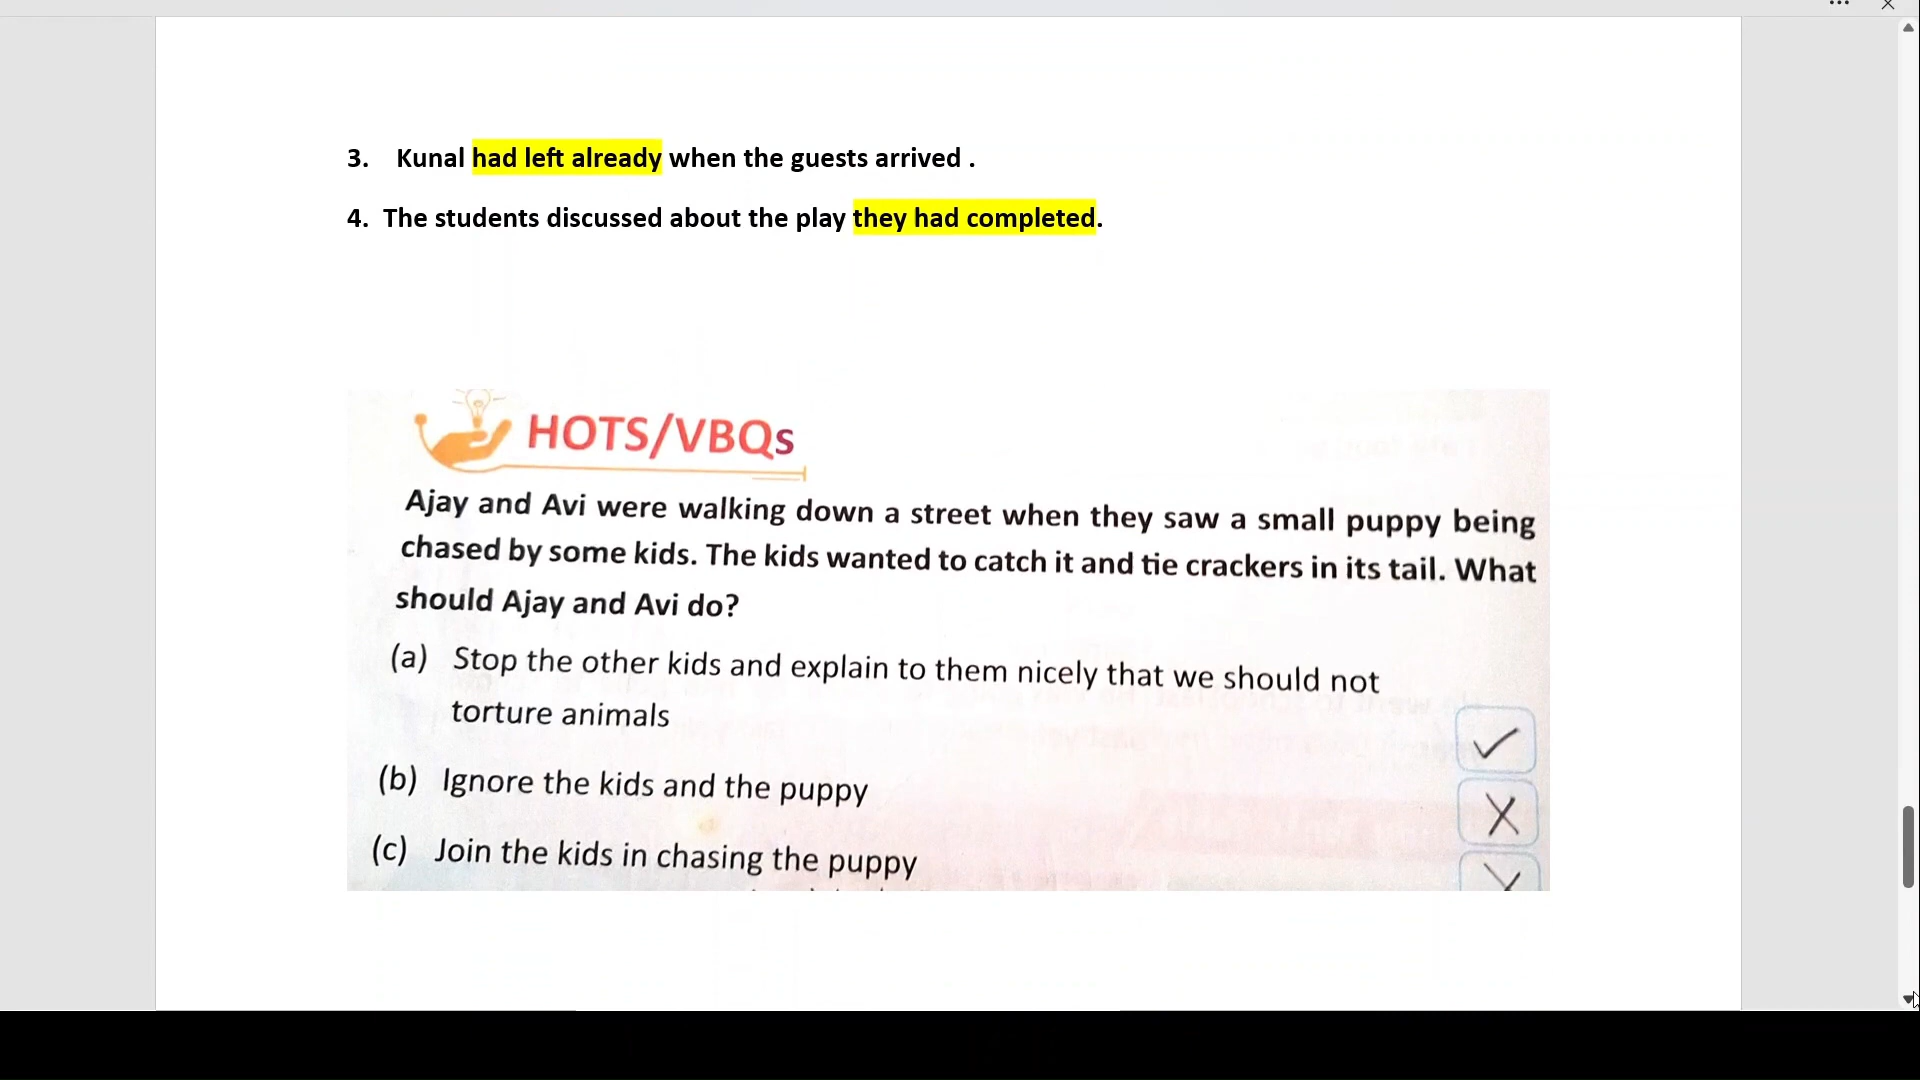 3. Kunal had left already when the guests arrived .
4. The students discussed about the play they had completed.
HOTS/VBQs
Ajay and Avi were walking down a street when they saw a small puppy being
chased by some kids. The kids wanted to catch it and tie crackers in its tail. What
should Ajay and Avi do?
(a) Stop the other kids and explain to them nicely that we should not
torture animals
(b) Ignore the kids and the puppy
(c) Join the kids in chasing the puppy